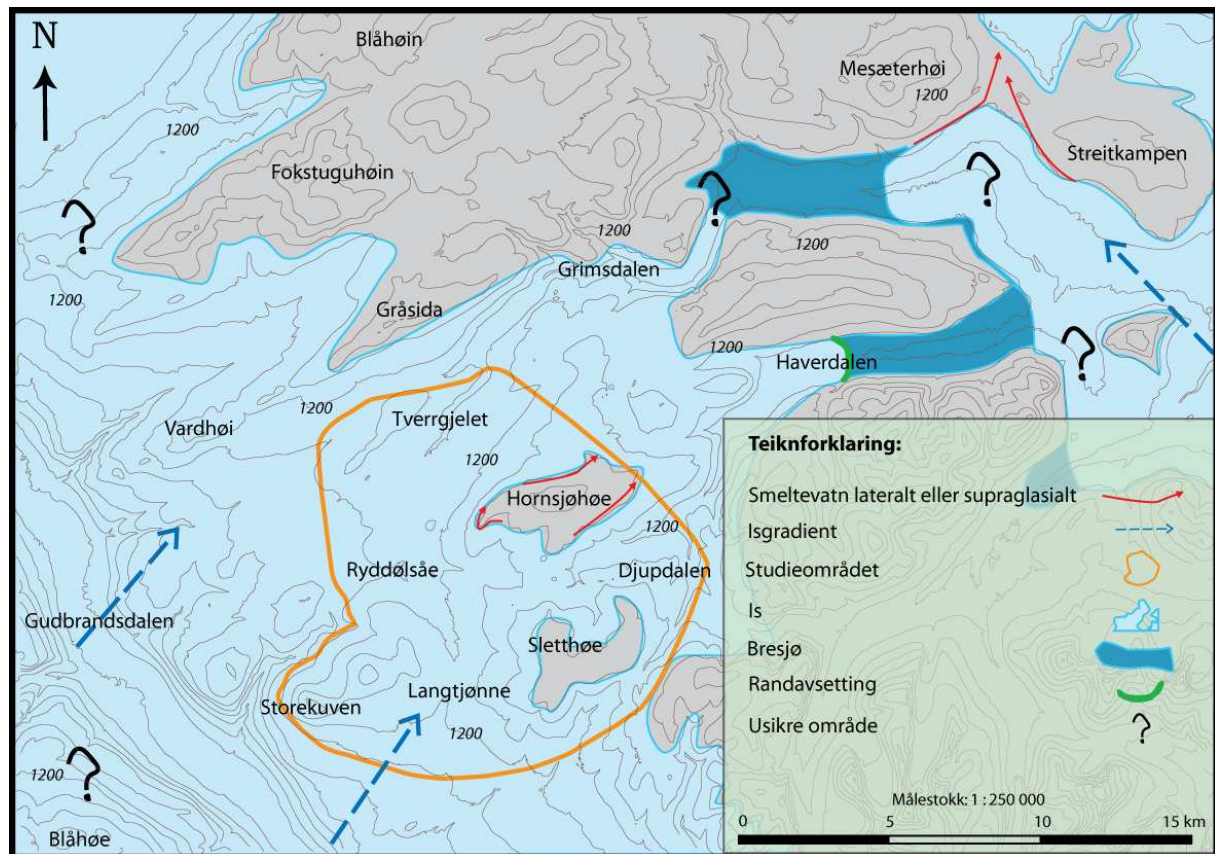 N
Blåhøin
Mesæterhøi
1200
1200
Streitkampen
Fokstuguhøin
?
?
?
1200
1200
Grimsdalen
1200
Gråsida
?
1200
Haverdalen
1200
Tverrgjelet
Vardhøi
1200
Hornsjøhøe
1200
Ryddølsåe
Djupdalen
Gudbrandsdalen
Sletthøe
Langtjønne
Storekuven
1200
?
1200
Blåhøe
Teiknforklaring:
Smeltevatn lateralt eller supraglasialt
Isgradient
Studieområdet
Is
Bresjø
Randavsetting
Usikre område
?
Målestokk: 1 : 250 000
0 5 10 15 km